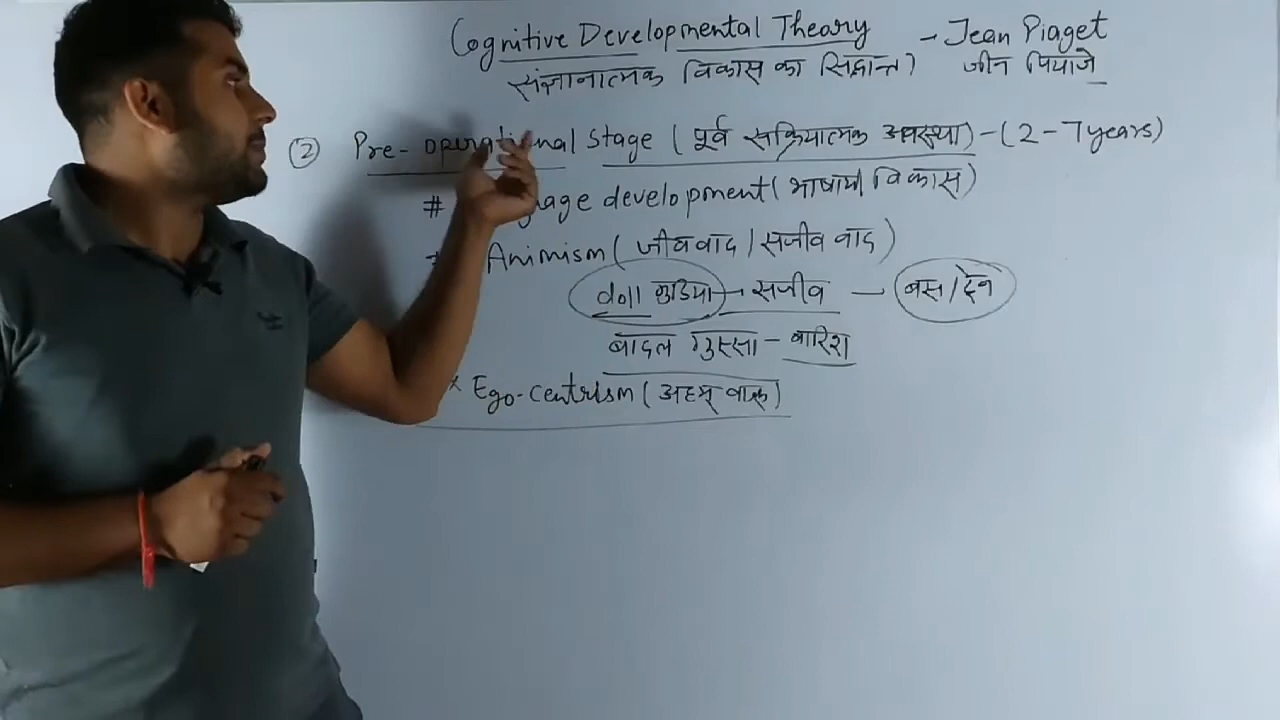 Cognitive Developmental Theory - Jean Piaget
संज्ञानात्मक विकास का सिद्धान्त) जीन पियाजे
② Pre-operational Stage (पूर्व सक्रियात्मक अवस्था) - (2-7 years)
# development (भाषायी विकास)
Animism (जीववाद / सजीव वाद)
doll गुडिया → सजीव — बस/ट्रेन
बादल गुस्सा - बारिश
* Ego-centrism (अहम् वाद)